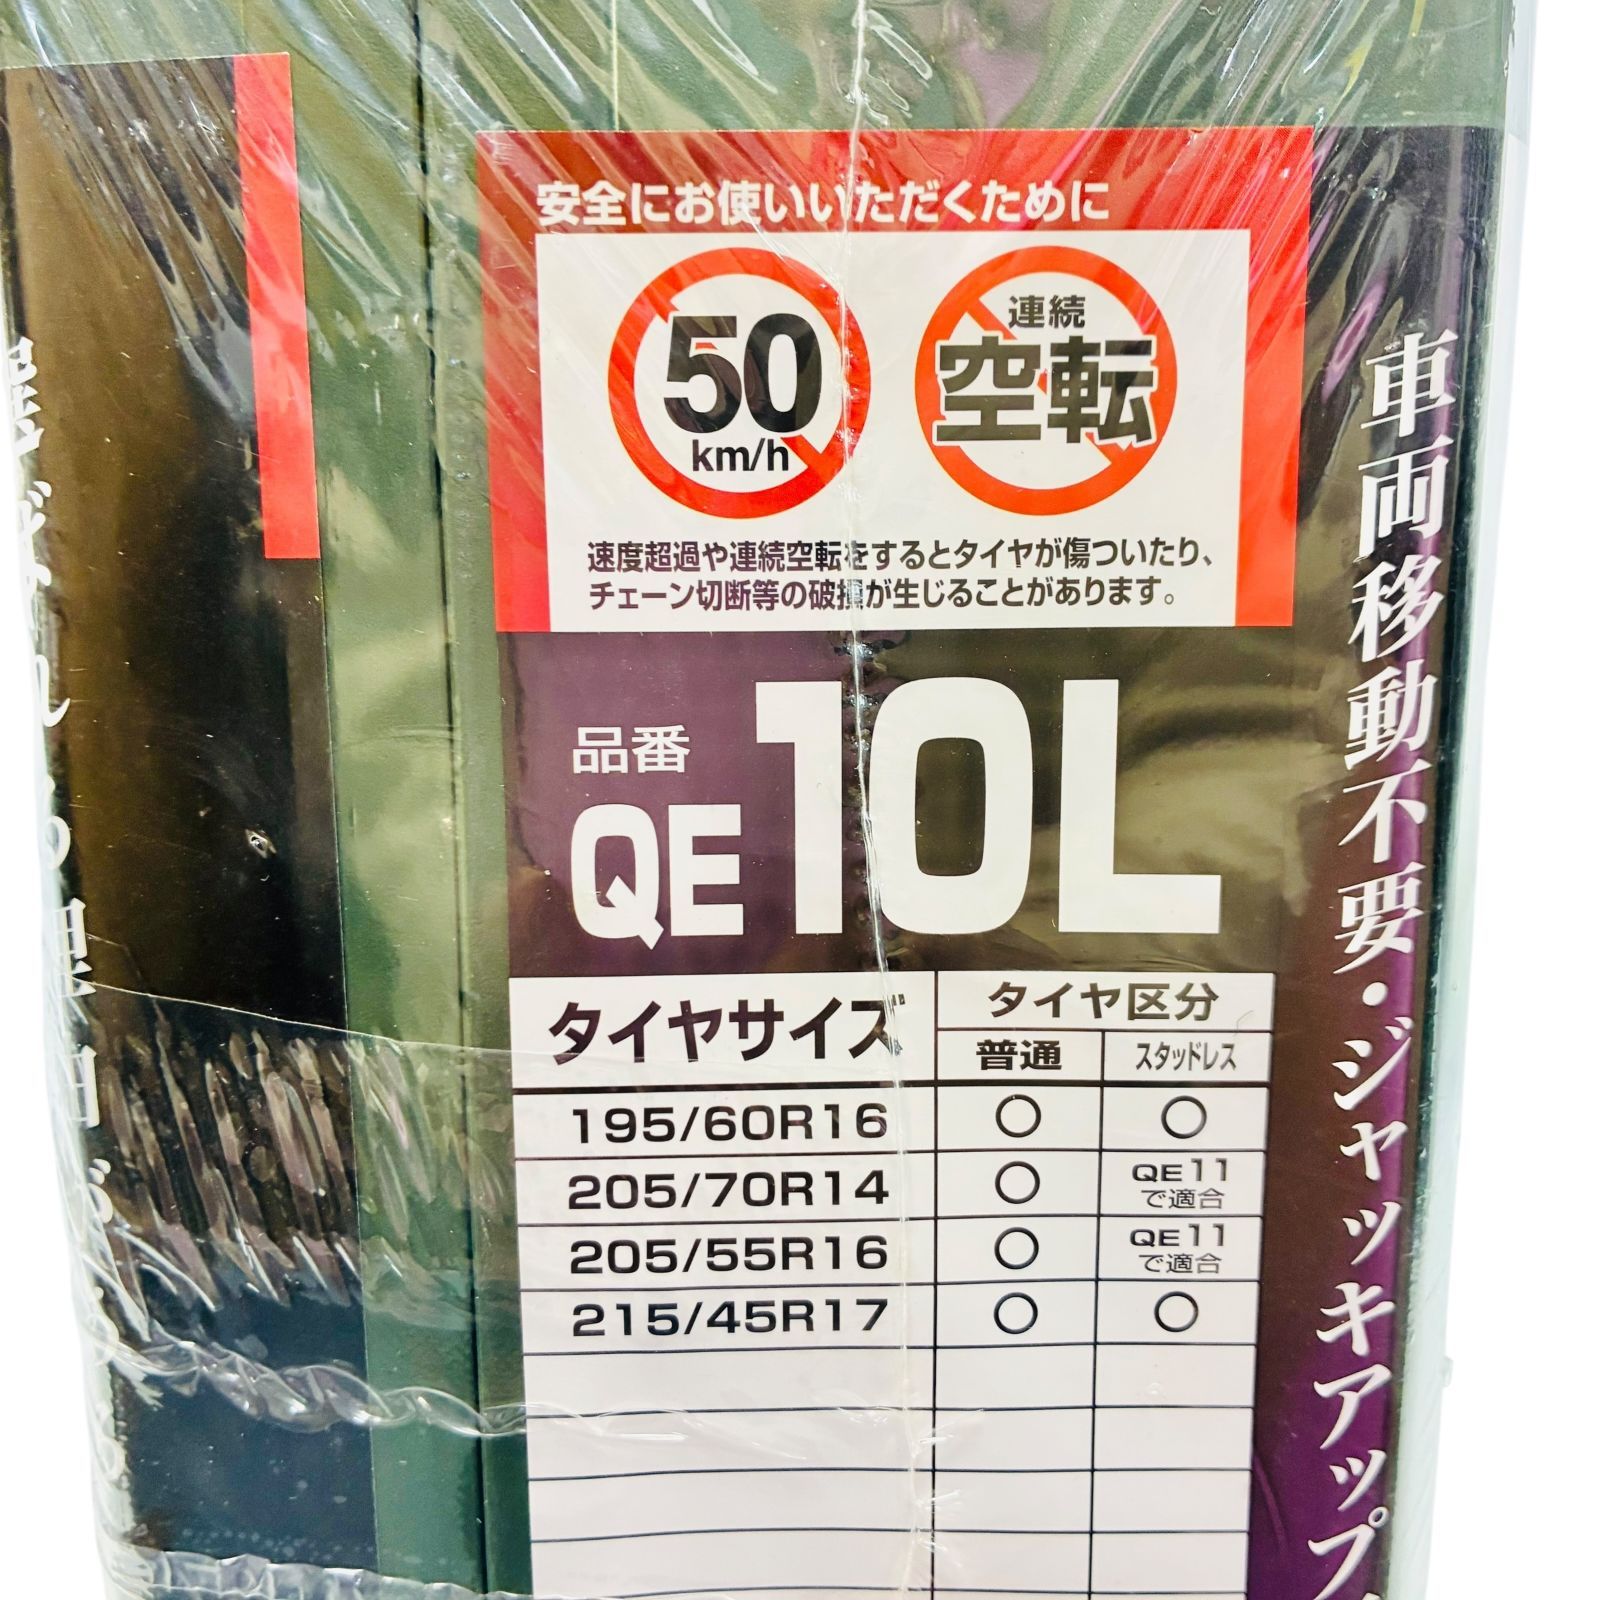 安全にお使いいただくために
50
km/h
連続
空転
速度超過や連続空転をするとタイヤが傷ついたり、
チェーン切断等の破損が生じることがあります。
品番
QE10L
タイヤサイズ
タイヤ区分
普通
スタッドレス
195/60R16 ○ ○
205/70R14 ○ QE11
で適合
205/55R16 ○ QE11
で適合
215/45R17 ○ ○
車両移動不要・ジャッキアップ